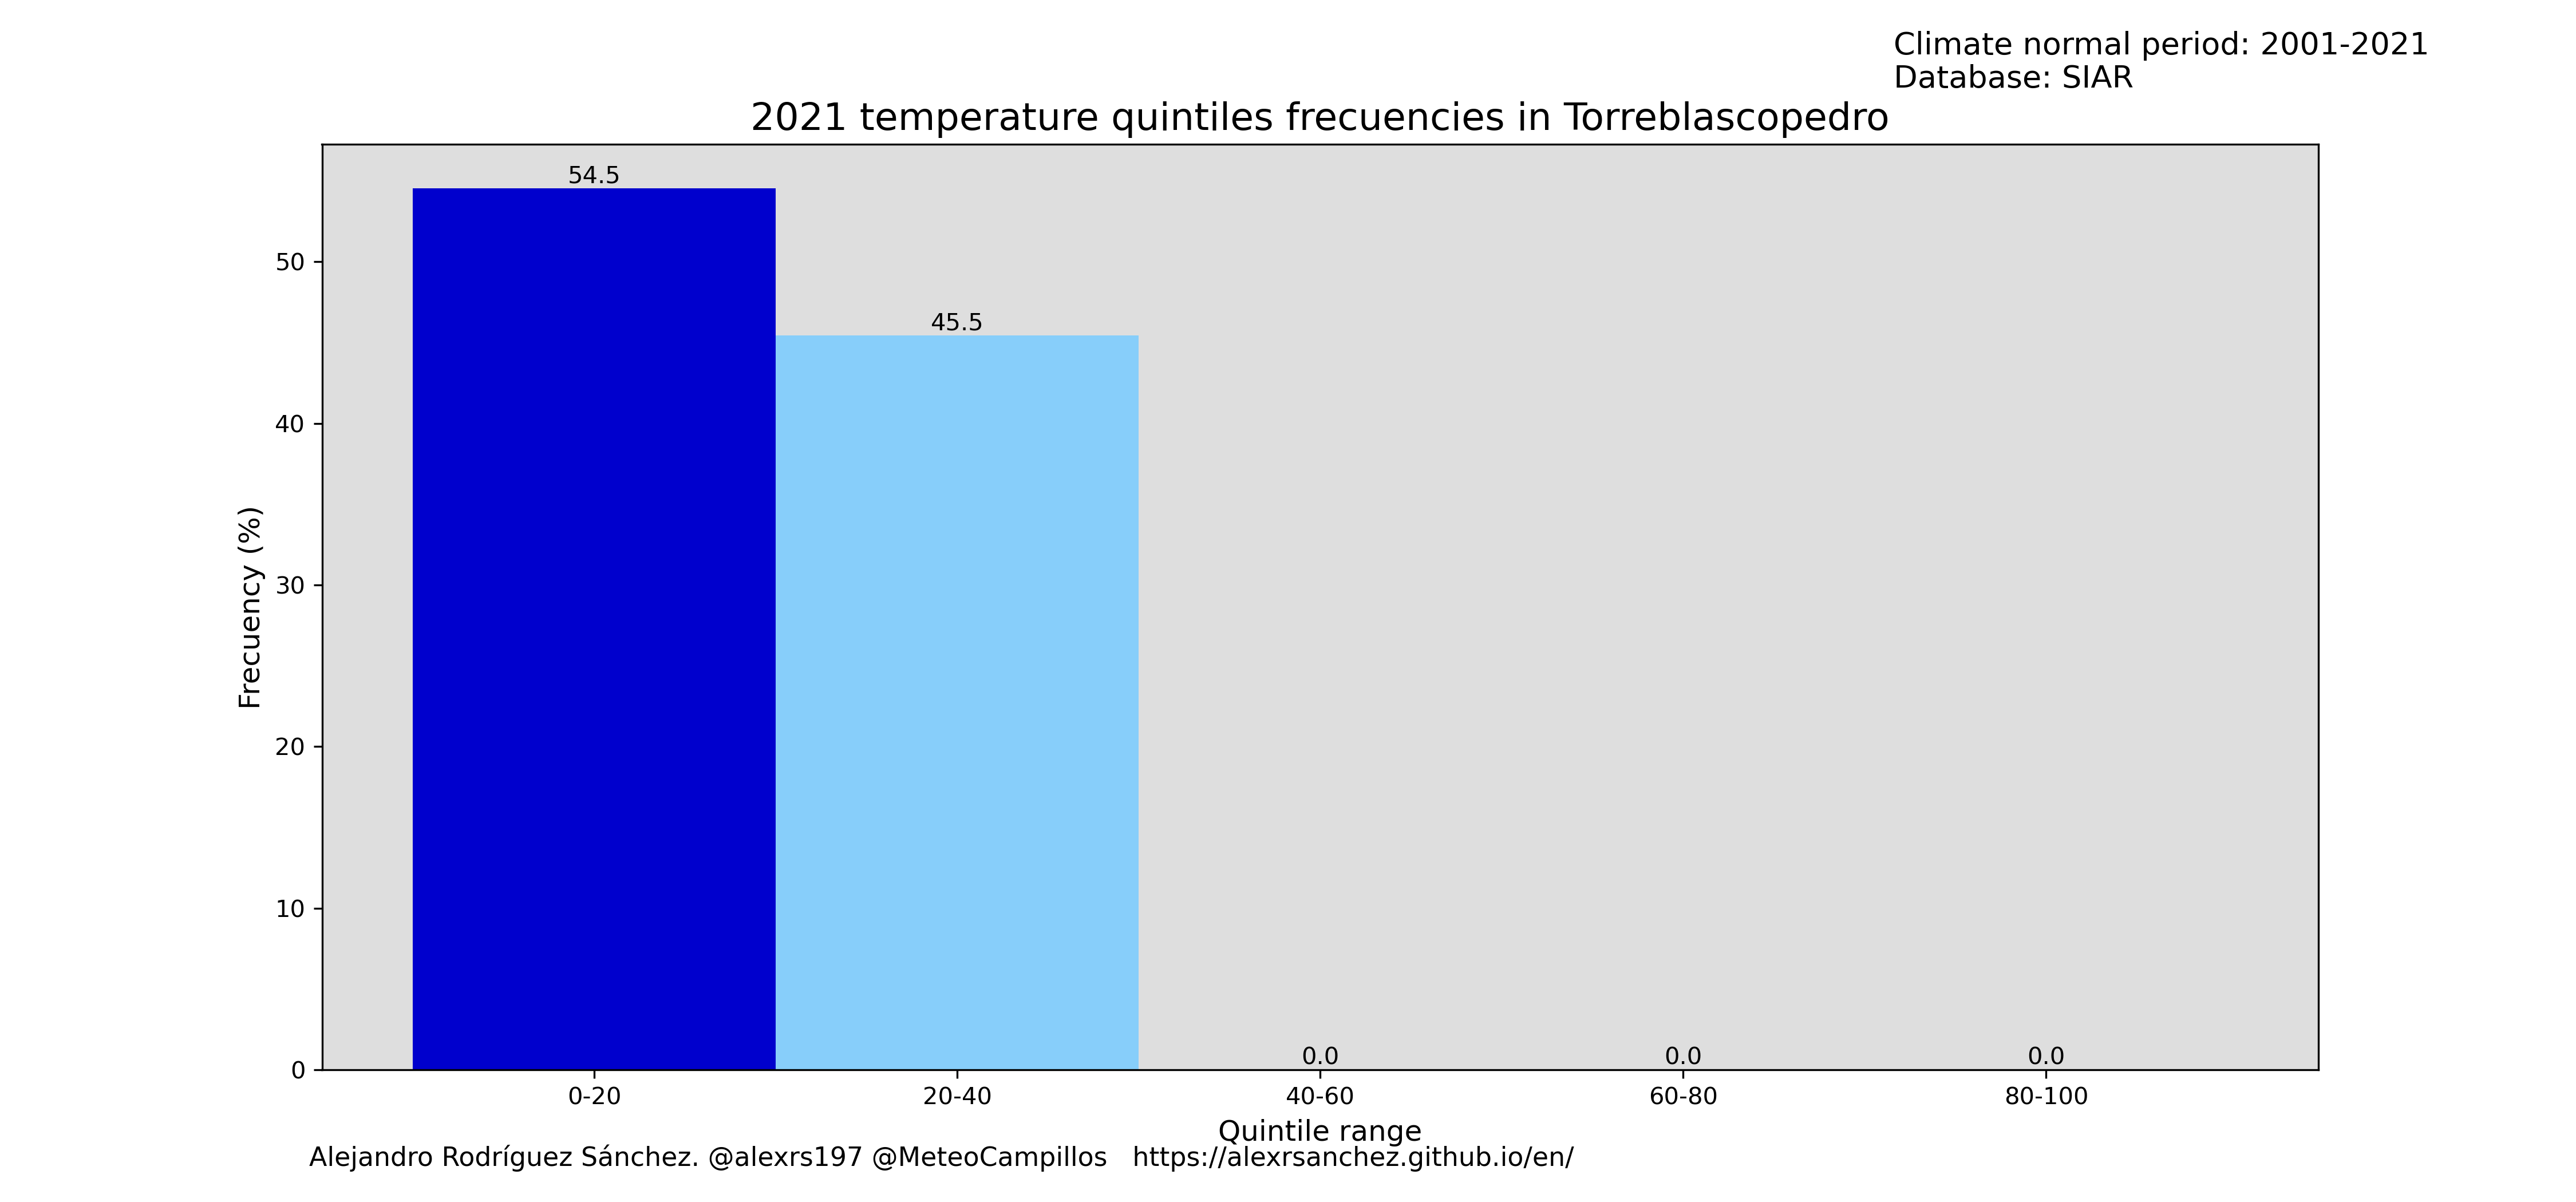 Climate normal period: 2001-2021
Database: SIAR
2021 temperature quintiles frecuencies in Torreblascopedro
54.5
45.5
0.0 0.0 0.0
Frecuency (%)
50
40
30
20
10
0
0-20 20-40 40-60 60-80 80-100
Quintile range
Alejandro Rodríguez Sánchez. @alexrs197 @MeteoCampillos https://alexrsanchez.github.io/en/